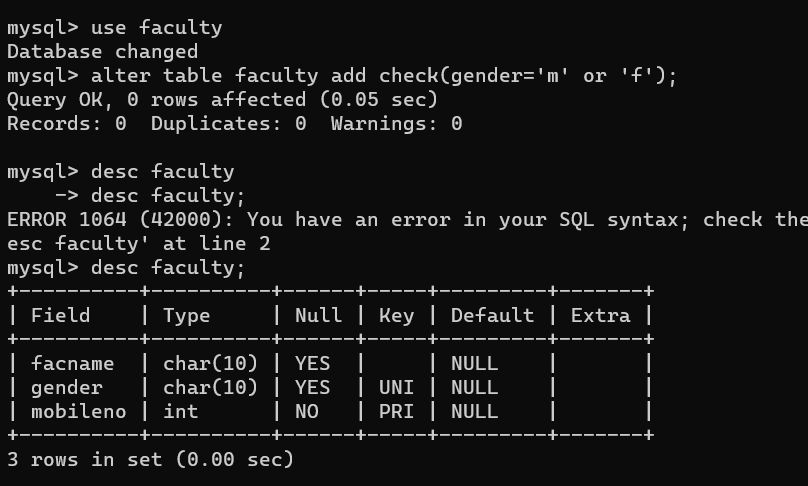 mysql> use faculty
Database changed
mysql> alter table faculty add check(gender='m' or 'f');
Query OK, 0 rows affected (0.05 sec)
Records: 0  Duplicates: 0  Warnings: 0

mysql> desc faculty
    -> desc faculty;
ERROR 1064 (42000): You have an error in your SQL syntax; check the
esc faculty' at line 2
mysql> desc faculty;
+----------+----------+------+-----+---------+-------+
| Field    | Type     | Null | Key | Default | Extra |
+----------+----------+------+-----+---------+-------+
| facname  | char(10) | YES  |     | NULL    |       |
| gender   | char(10) | YES  | UNI | NULL    |       |
| mobileno | int      | NO   | PRI | NULL    |       |
+----------+----------+------+-----+---------+-------+
3 rows in set (0.00 sec)